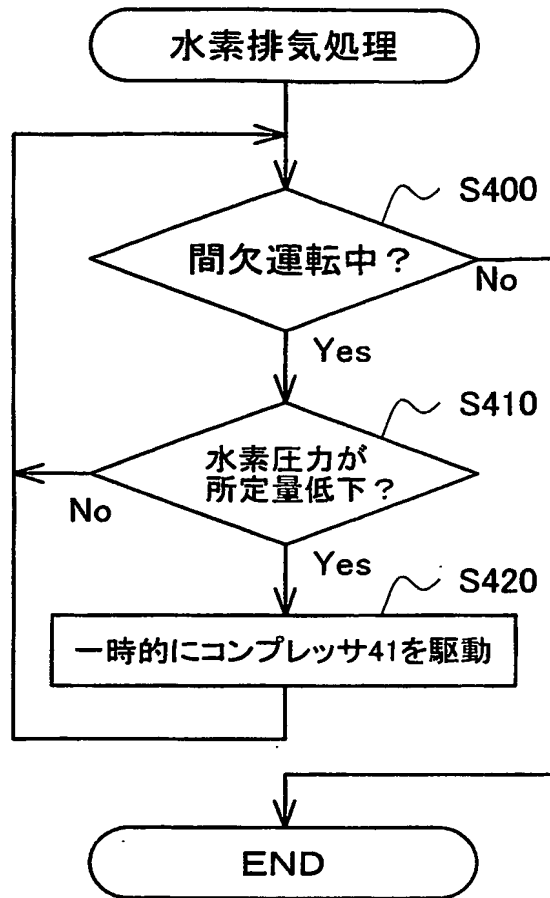 水素排気処理
S400
間欠運転中？
No
Yes
S410
水素圧力が
所定量低下？
No
Yes
S420
一時的にコンプレッサ41を駆動
END